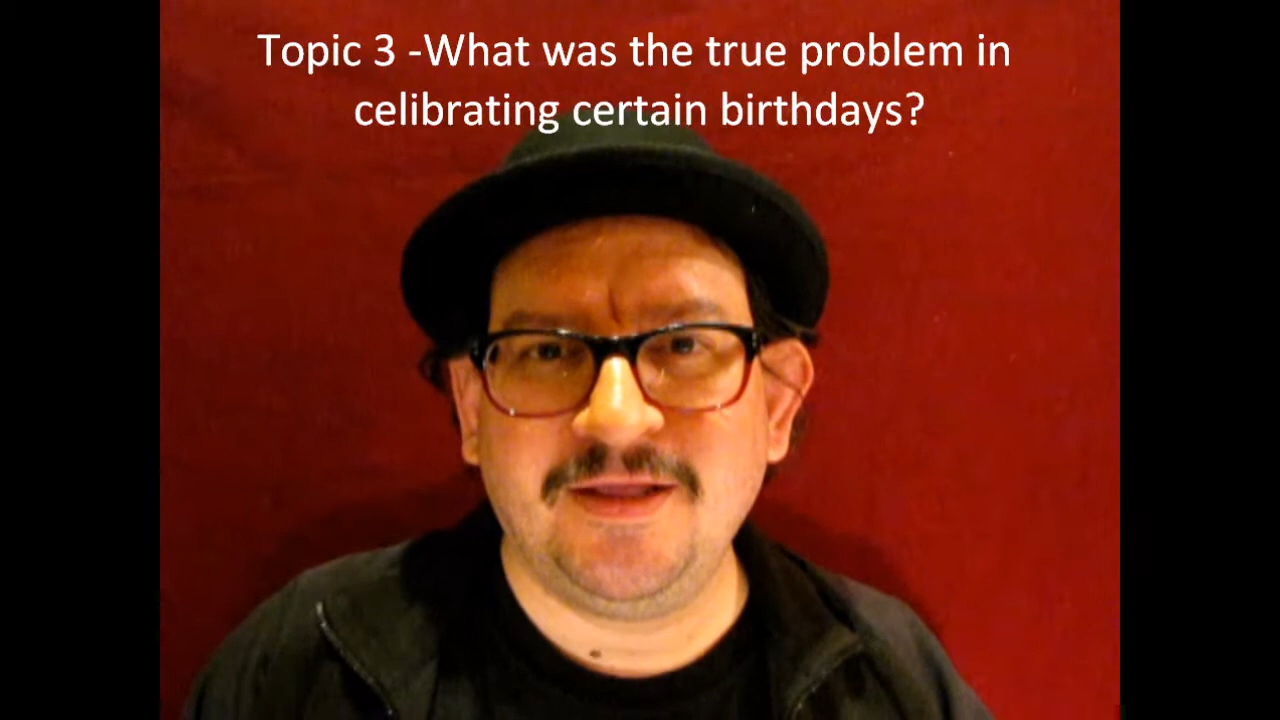 Topic 3 -What was the true problem in
celibrating certain birthdays?